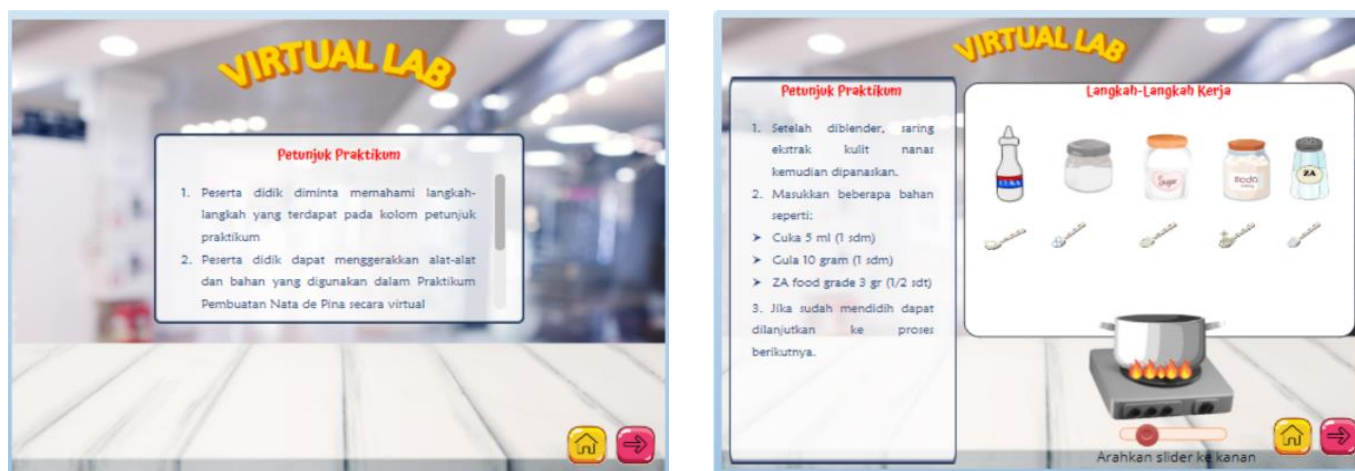 VIRTUAL LAB
Petunjuk Praktikum
1. Peserta didik diminta memahami langkah-
langkah yang terdapat pada kolom petunjuk
praktikum
2. Peserta didik dapat menggerakkan alat-alat
dan bahan yang digunakan dalam Praktikum
Pembuatan Nata de Pina secara virtual
VIRTUAL LAB
Petunjuk Praktikum
1. Setelah diblender, saring
ekstrak kulit nanas
kemudian dipanaskan.
2. Masukkan beberapa bahan
seperti:
➤ Cuka 5 ml (1 sdm)
➤ Gula 10 gram (1 sdm)
➤ ZA food grade 3 gr (1/2 sdt)
3. Jika sudah mendidih dapat
dilanjutkan ke proses
berikutnya.
Langkah-Langkah Kerja
CUKA
Sugar
Soda
ZA
Arahkan slider ke kanan